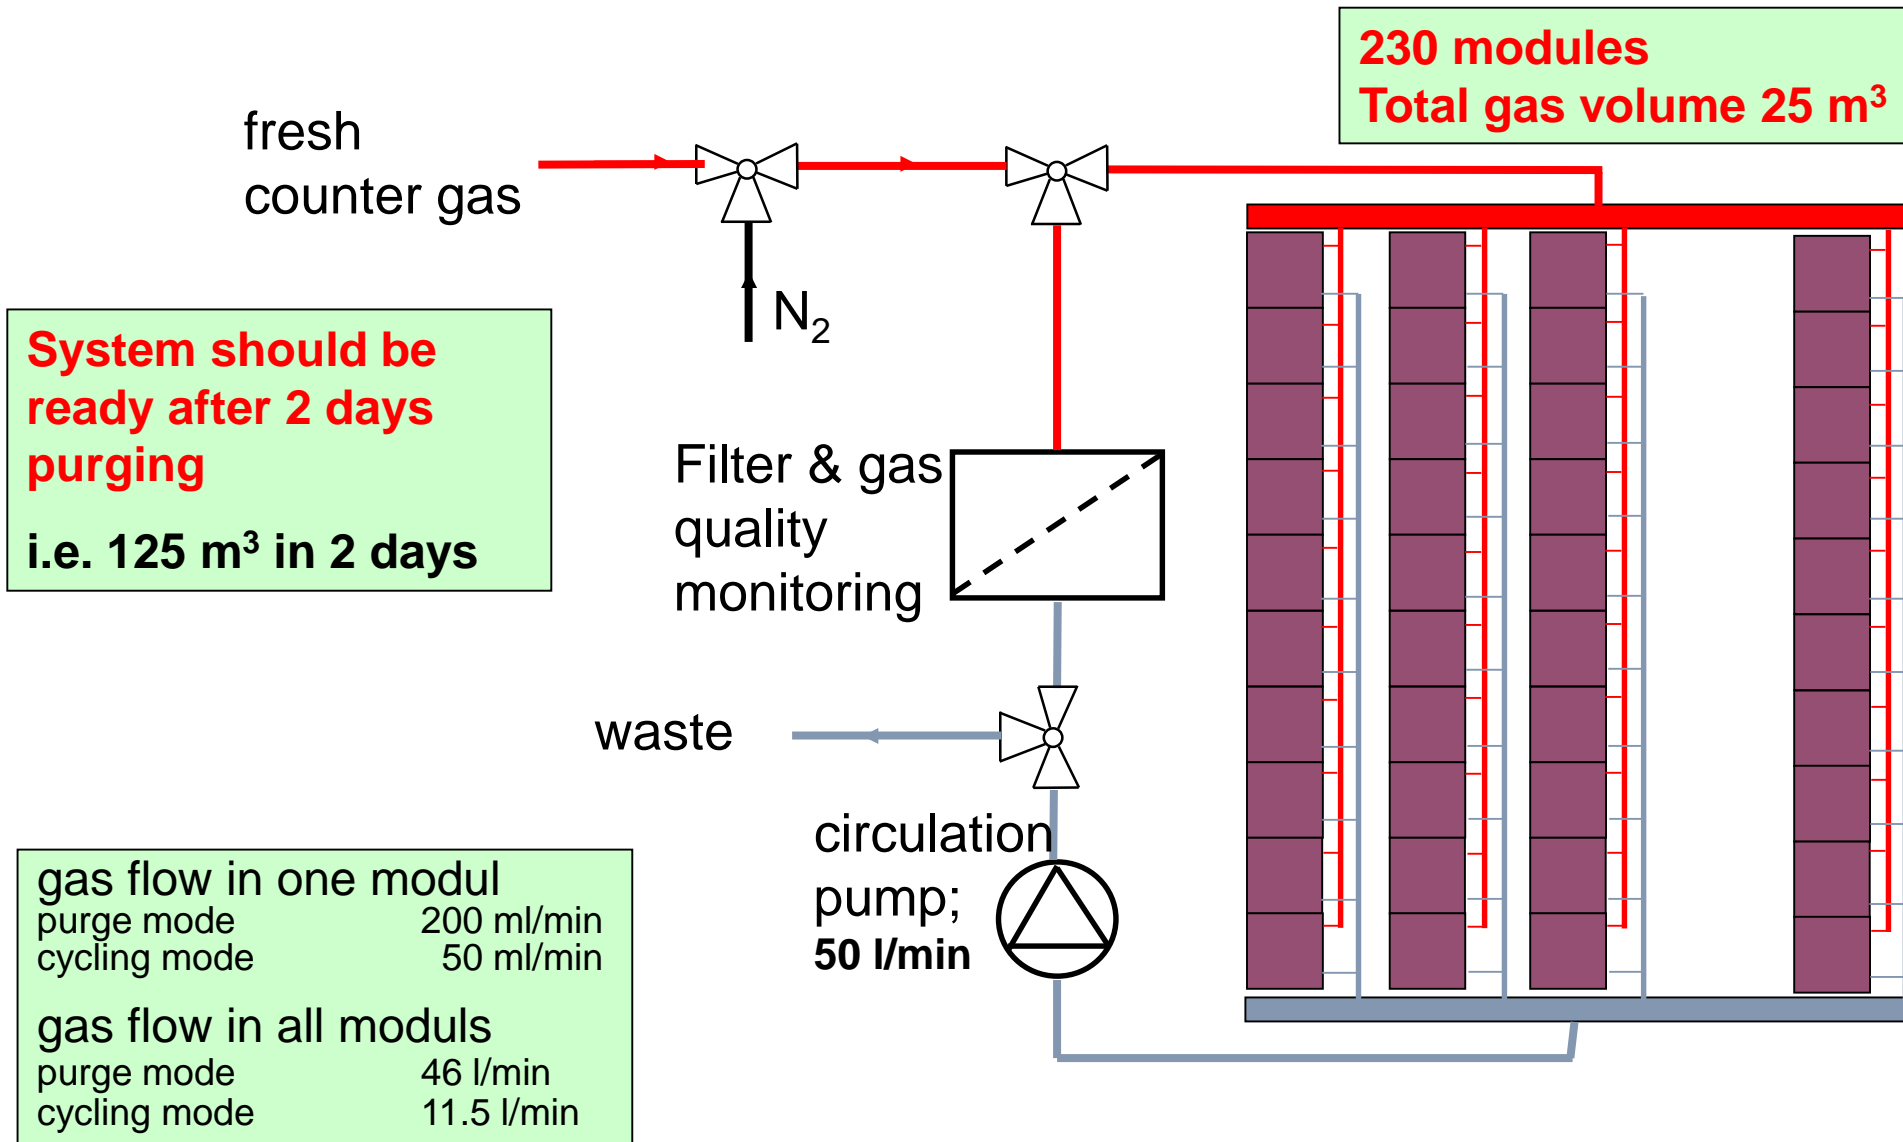 230 modules
Total gas volume 25 m³
fresh
counter gas
N₂
System should be
ready after 2 days
purging
i.e. 125 m³ in 2 days
Filter & gas
quality
monitoring
waste
circulation
pump;
50 l/min
gas flow in one modul
purge mode 200 ml/min
cycling mode 50 ml/min
gas flow in all moduls
purge mode 46 l/min
cycling mode 11.5 l/min